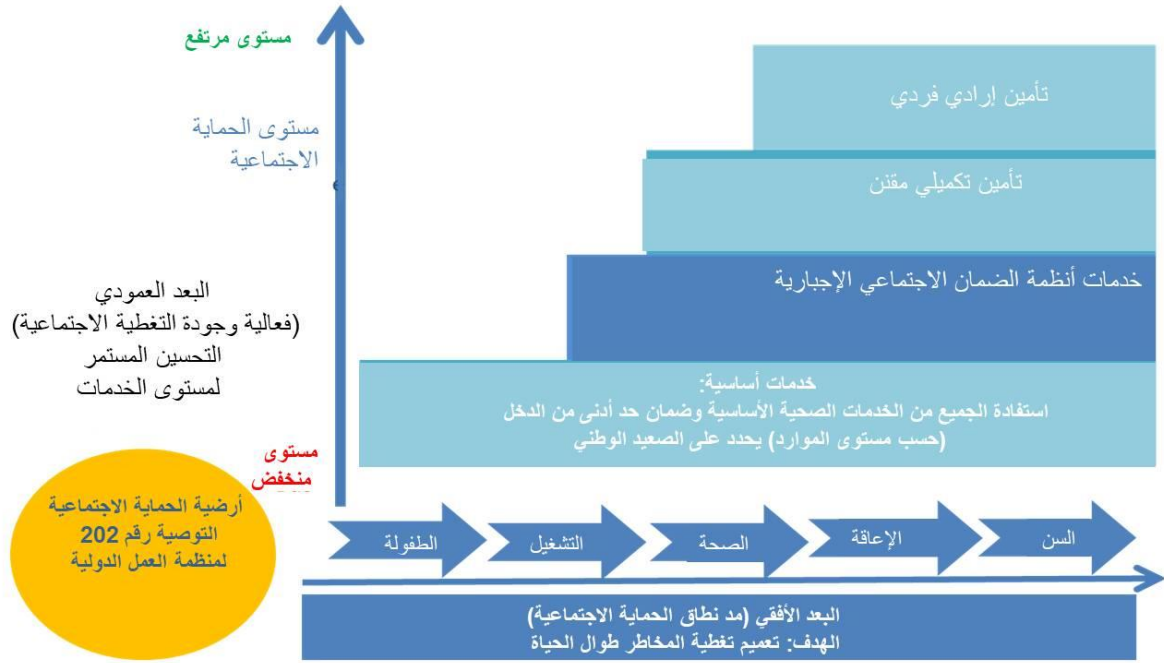 مستوى مرتفع
مستوى الحماية
الاجتماعية
تأمين إرادي فردي
تأمين تكميلي مقنن
خدمات أنظمة الضمان الاجتماعي الإجبارية
البعد العمودي
(فعالية وجودة التغطية الاجتماعية)
التحسين المستمر
لمستوى الخدمات
خدمات أساسية:
استفادة الجميع من الخدمات الصحية الأساسية وضمان حد أدنى من الدخل
(حسب مستوى الموارد) يحدد على الصعيد الوطني
مستوى
منخفض
أرضية الحماية الاجتماعية
التوصية رقم 202
لمنظمة العمل الدولية
الطفولة
التشغيل
الصحة
الإعاقة
السن
البعد الأفقي (مد نطاق الحماية الاجتماعية)
الهدف: تعميم تغطية المخاطر طوال الحياة